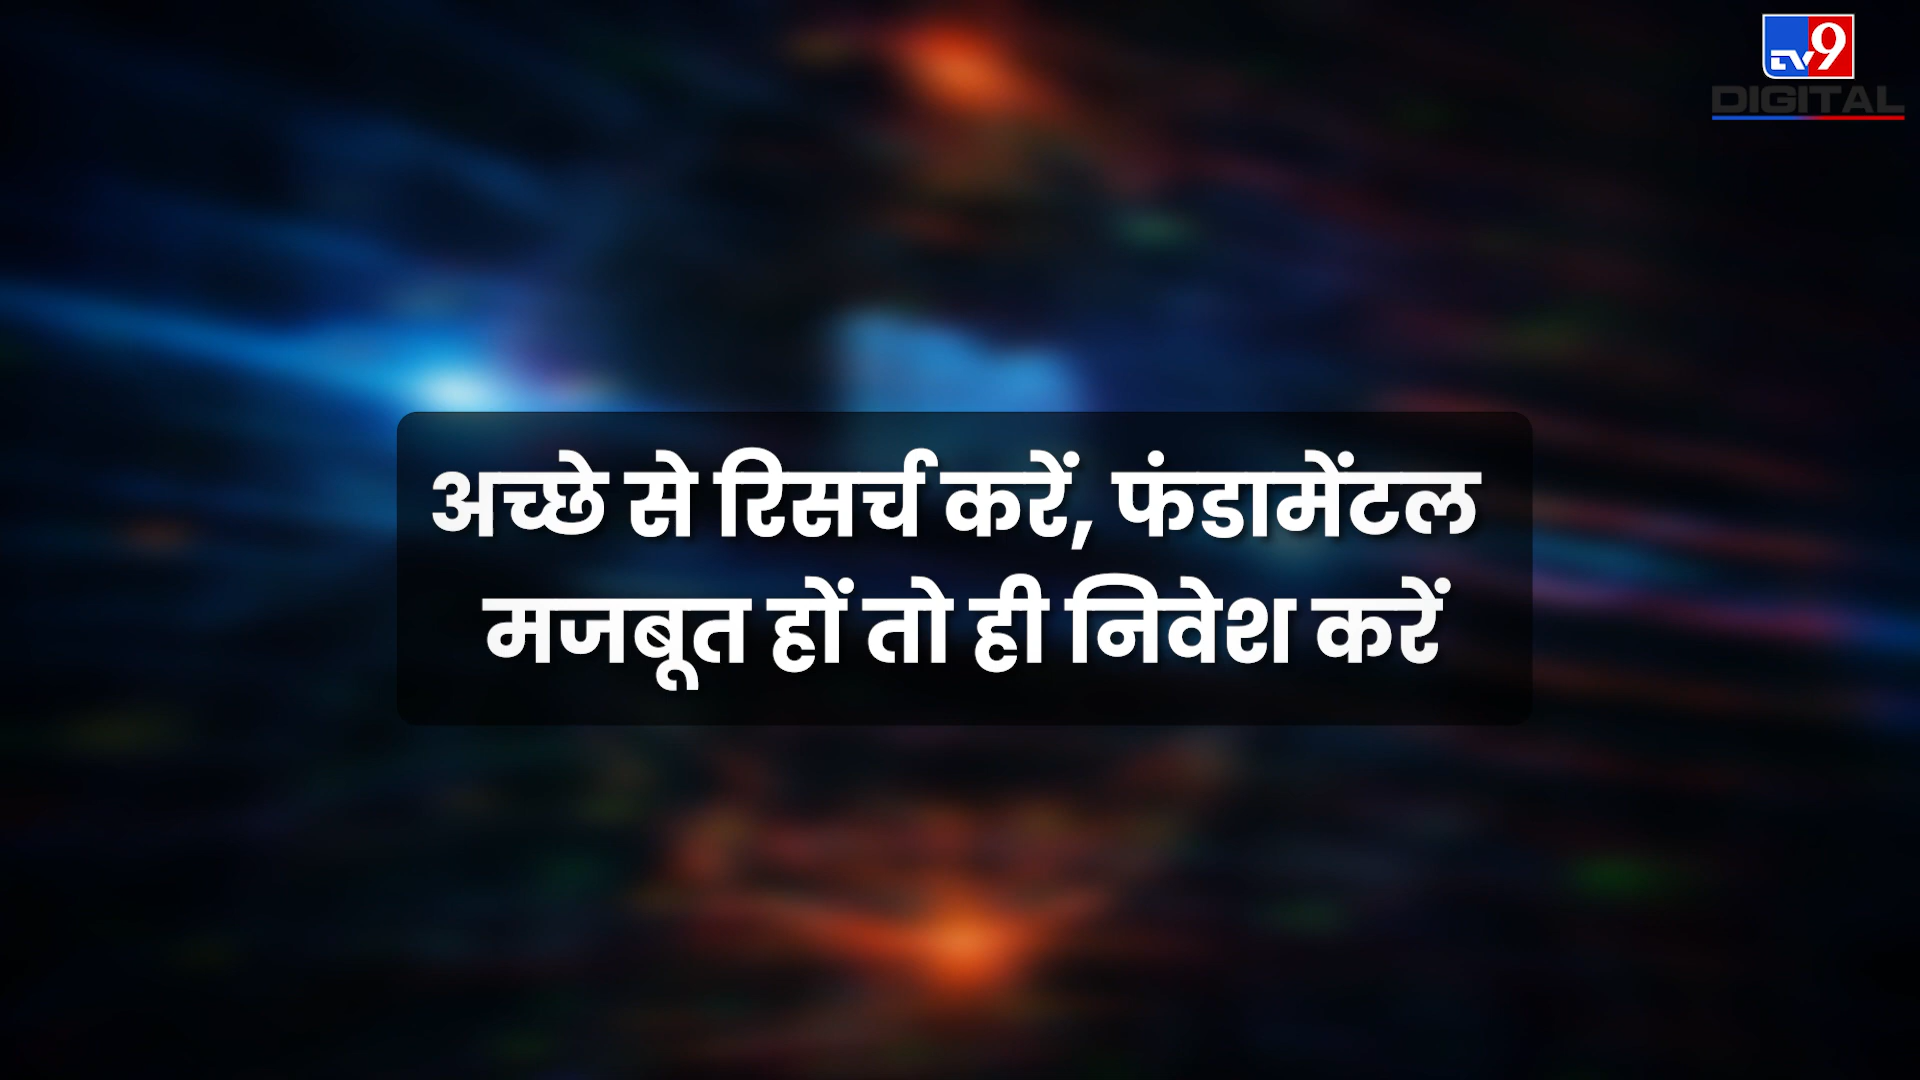 TV9
DIGITAL
अच्छे से रिसर्च करें, फंडामेंटल
मजबूत हों तो ही निवेश करें